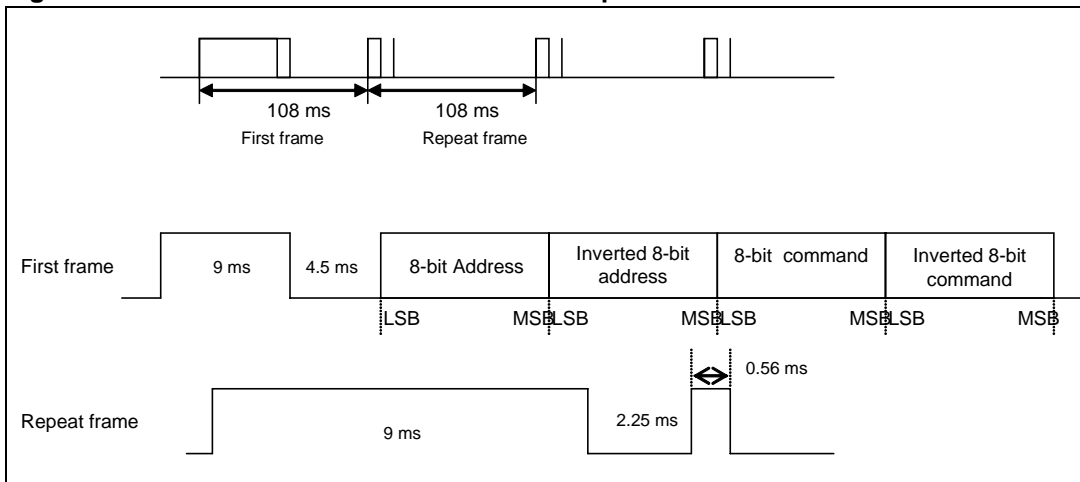 108 ms
108 ms
First frame
Repeat frame
First frame
9 ms
4.5 ms
8-bit Address
Inverted 8-bit
address
8-bit command
Inverted 8-bit
command
LSB
MSB
LSB
MSB
LSB
MSB
LSB
MSB
0.56 ms
Repeat frame
9 ms
2.25 ms